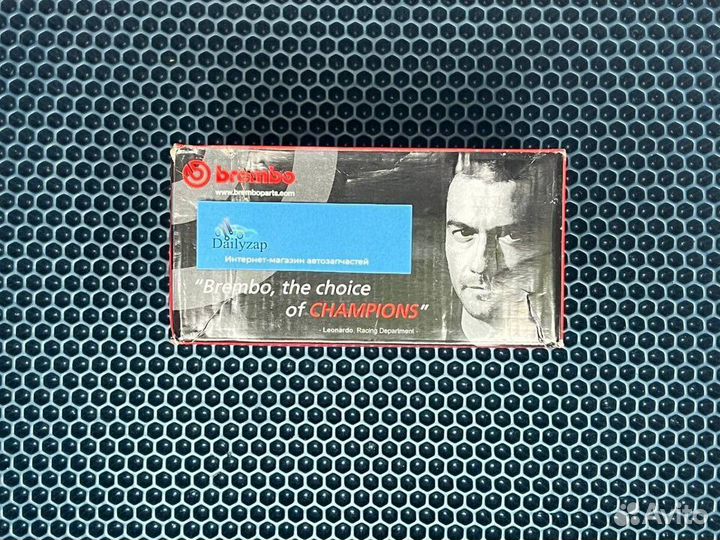 brembo
www.bremboparts.com
Dailyzap
Интернет-магазин автозапчастей
"Brembo, the choice
of CHAMPIONS"
- Leonardo, Racing Department -
Avito